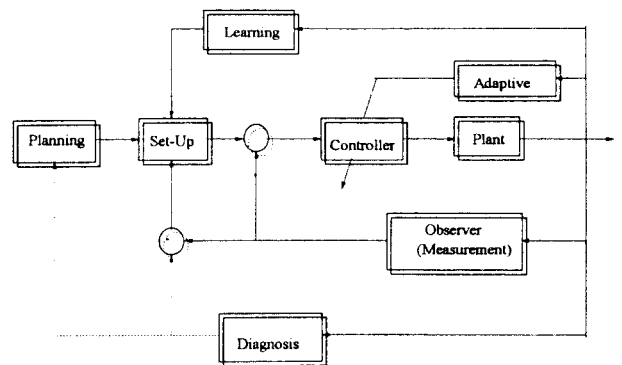 Learning
Adaptive
Planning
Set-Up
Controller
Plant
Observer
(Measurement)
Diagnosis